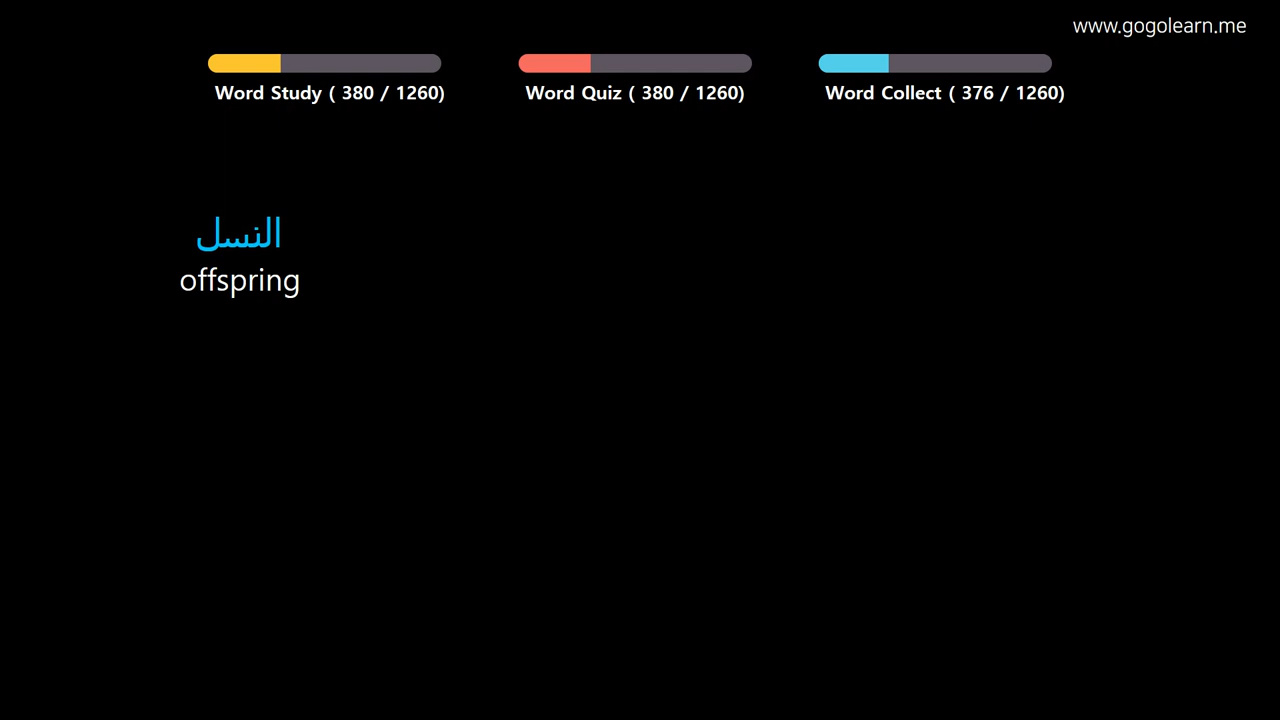 www.gogolearn.me
Word Study ( 380 / 1260)
Word Quiz ( 380 / 1260)
Word Collect ( 376 / 1260)
النسل
offspring